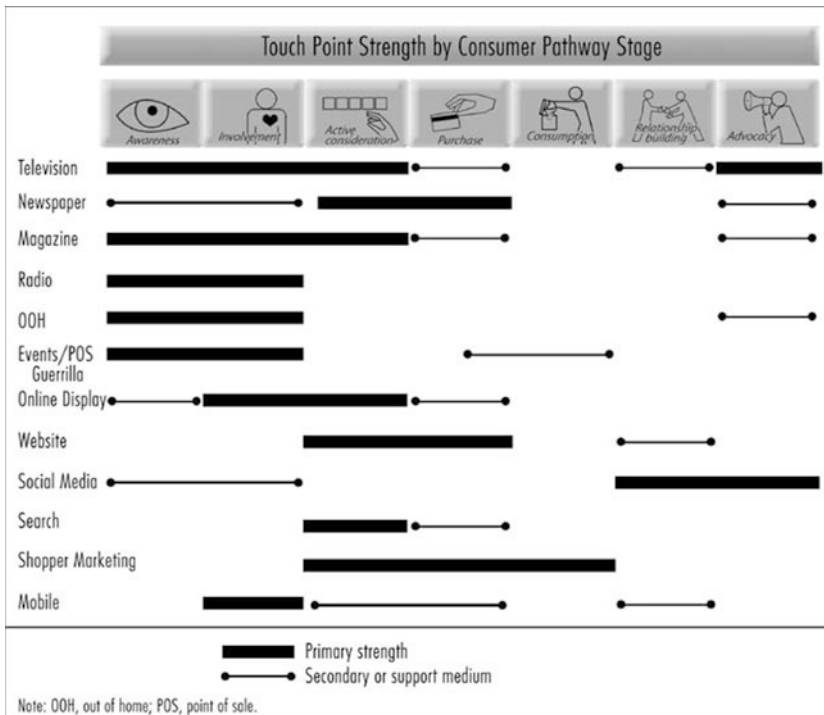 Touch Point Strength by Consumer Pathway Stage
Awareness
Involvement
Active
consideration
Purchase
Consumption
Relationship
building
Advocacy
Television
Newspaper
Magazine
Radio
OOH
Events/POS
Guerrilla
Online Display
Website
Social Media
Search
Shopper Marketing
Mobile
Primary strength
Secondary or support medium
Note: OOH, out of home; POS, point of sale.